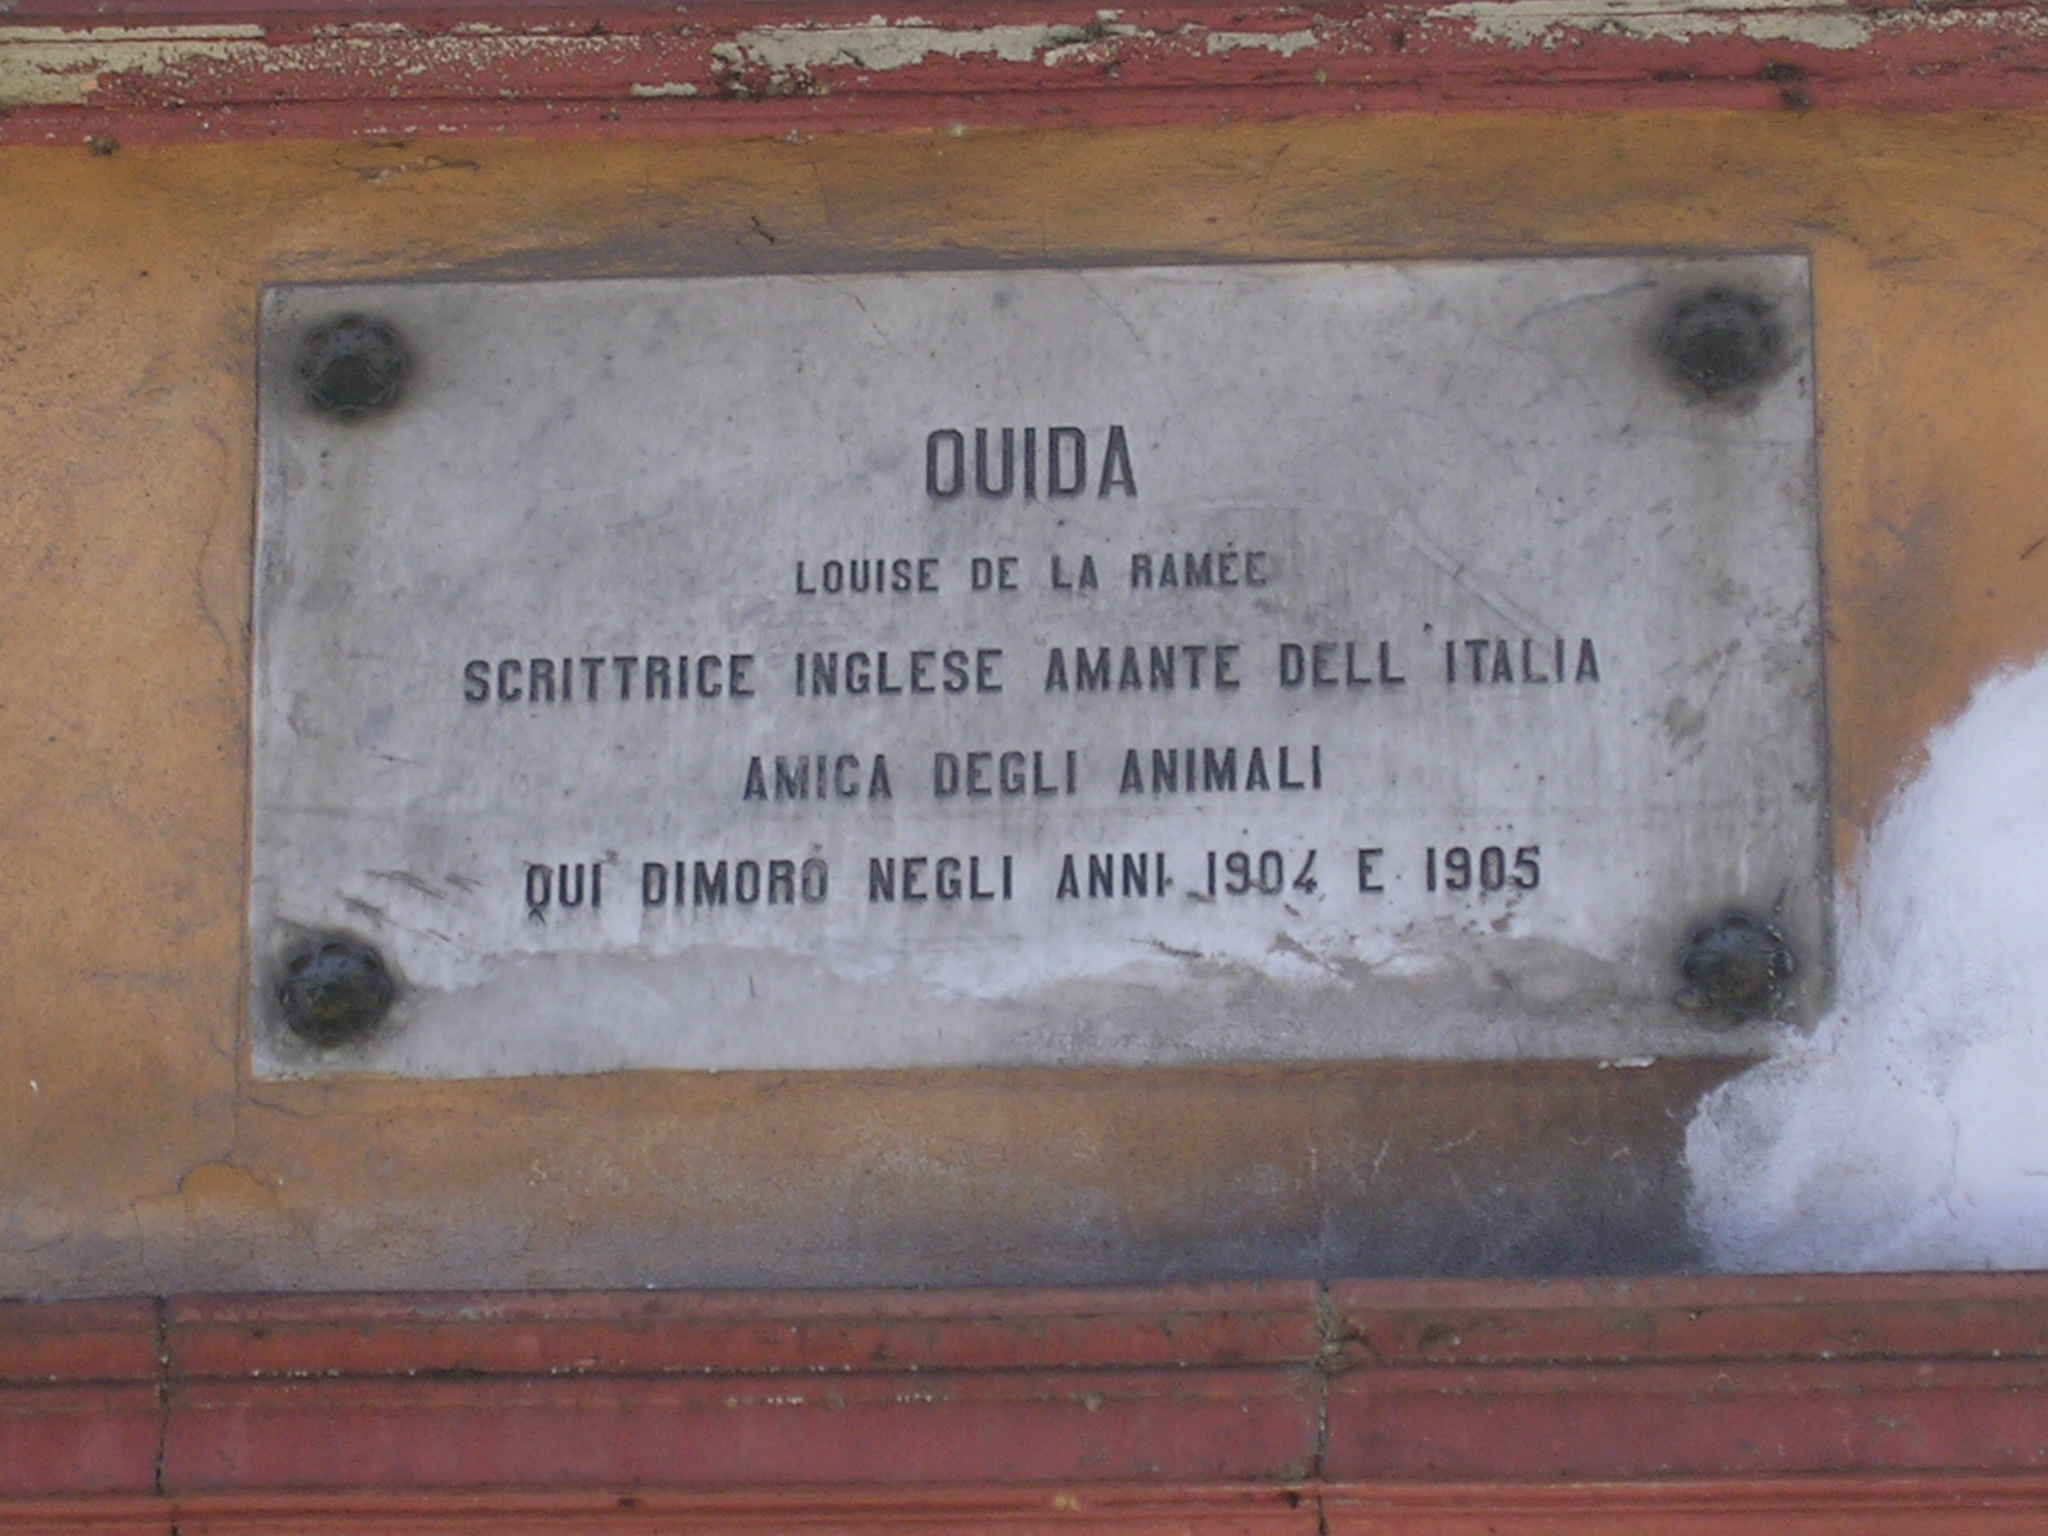 OUIDA
LOUISE DE LA RAMÉE
SCRITTRICE INGLESE AMANTE DELL'ITALIA
AMICA DEGLI ANIMALI
QUI DIMORÒ NEGLI ANNI 1904 E 1905